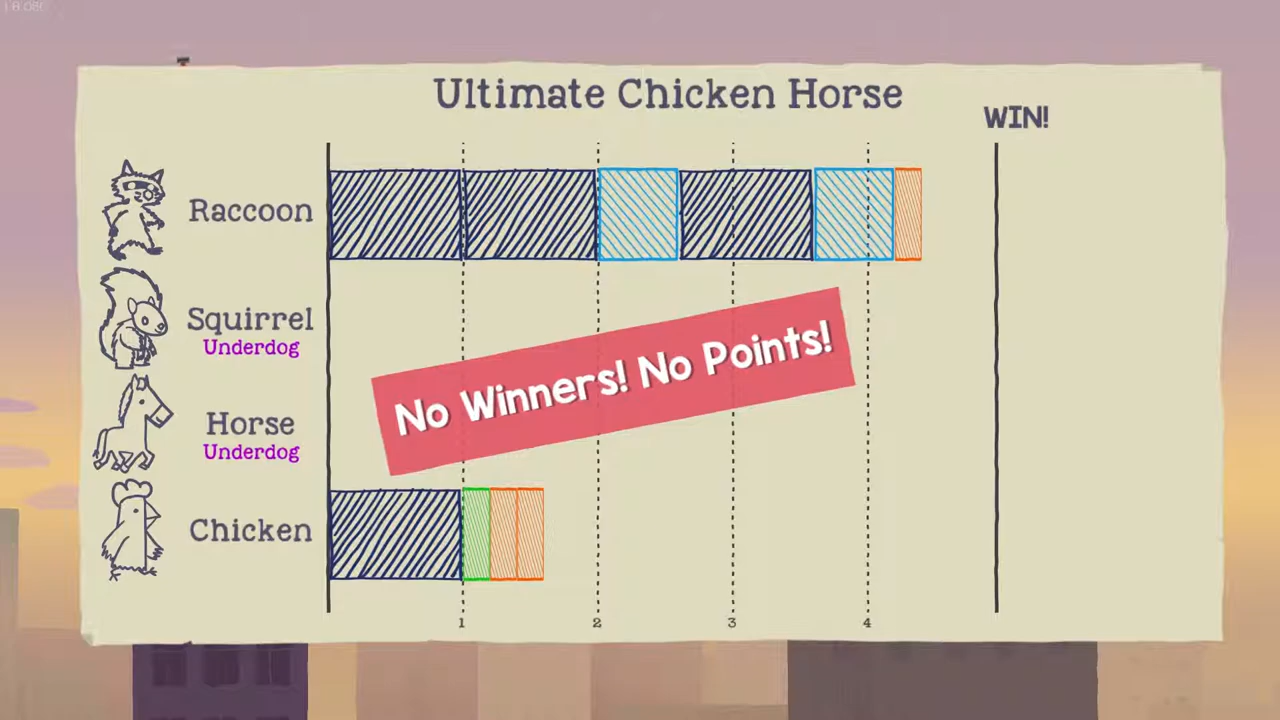 Ultimate Chicken Horse
WIN!
Raccoon
Squirrel
Underdog
No Winners! No Points!
Horse
Underdog
Chicken
1 2 3 4